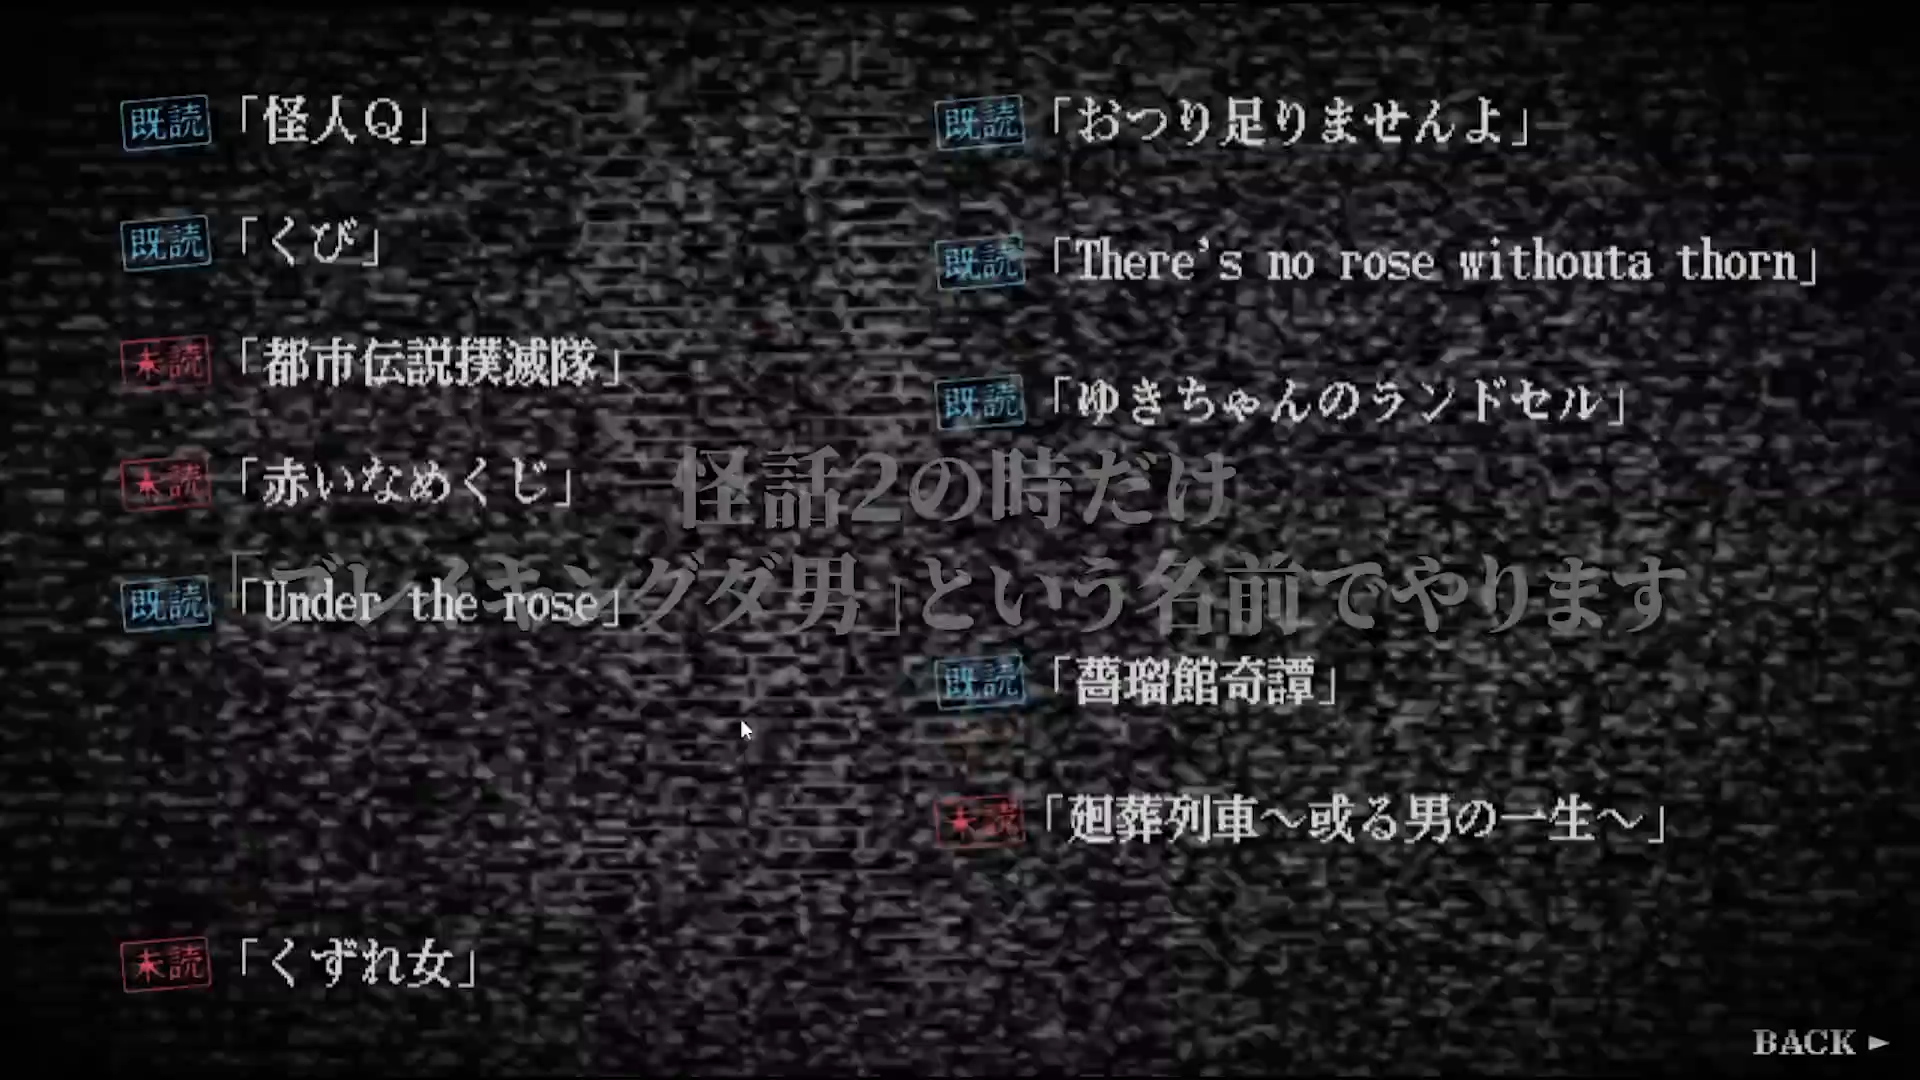 既読「怪人Q」
既読「くび」
未読「都市伝説撲滅隊」
未読「赤いなめくじ」
既読「Under the rose」
未読「くずれ女」
既読「おつり足りませんよ」
既読「There's no rose withouta thorn」
既読「ゆきちゃんのランドセル」
既読「薔瑠館奇譚」
未読「廻葬列車～或る男の一生～」
怪話2の時だけ
「ブレイキングダ男」という名前でやります
BACK ►